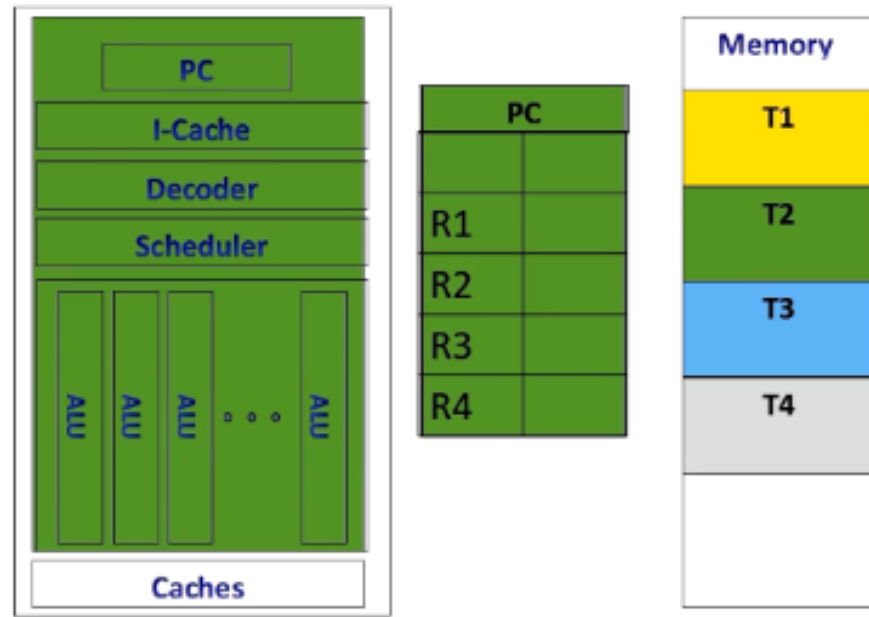 PC
I-Cache
Decoder
Scheduler
ALU
ALU
ALU
ALU
Caches
PC
R1
R2
R3
R4
Memory
T1
T2
T3
T4